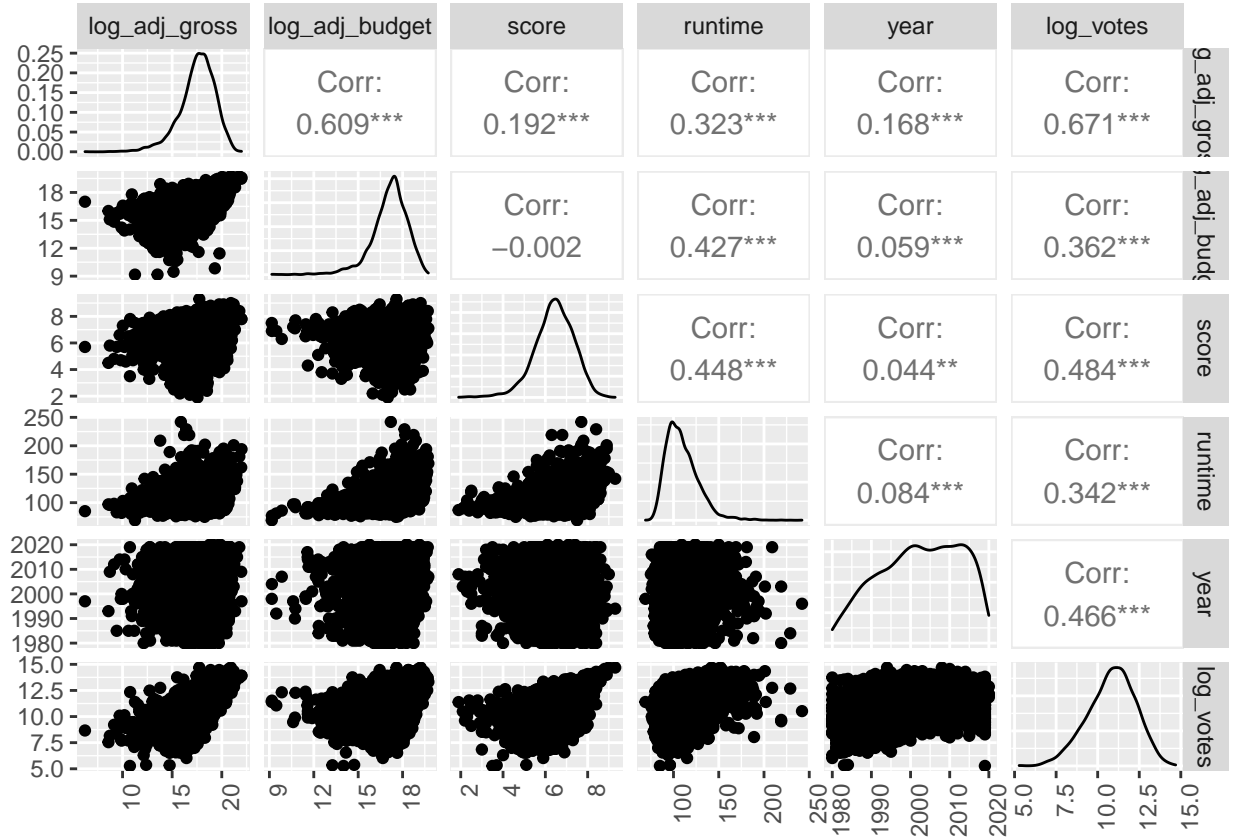 log_adj_gross log_adj_budget score runtime year log_votes
0.25
0.20
0.15
0.10
0.05
0.00
Corr: Corr: Corr: Corr: Corr:
0.609*** 0.192*** 0.323*** 0.168*** 0.671***
g_adj_gros
18
15
12
9
Corr: Corr: Corr: Corr:
−0.002 0.427*** 0.059*** 0.362***
_adj_budg
8
6
4
2
Corr: Corr: Corr:
0.448*** 0.044** 0.484***
score
250
200
150
100
Corr: Corr:
0.084*** 0.342***
runtime
2020
2010
2000
1990
1980
Corr:
0.466***
year
15.0
12.5
10.0
7.5
5.0
log_votes
10 15 20 9 12 15 18 2 4 6 8 100 150 200 250 1980 1990 2000 2010 2020 5.0 7.5 10.0 12.5 15.0